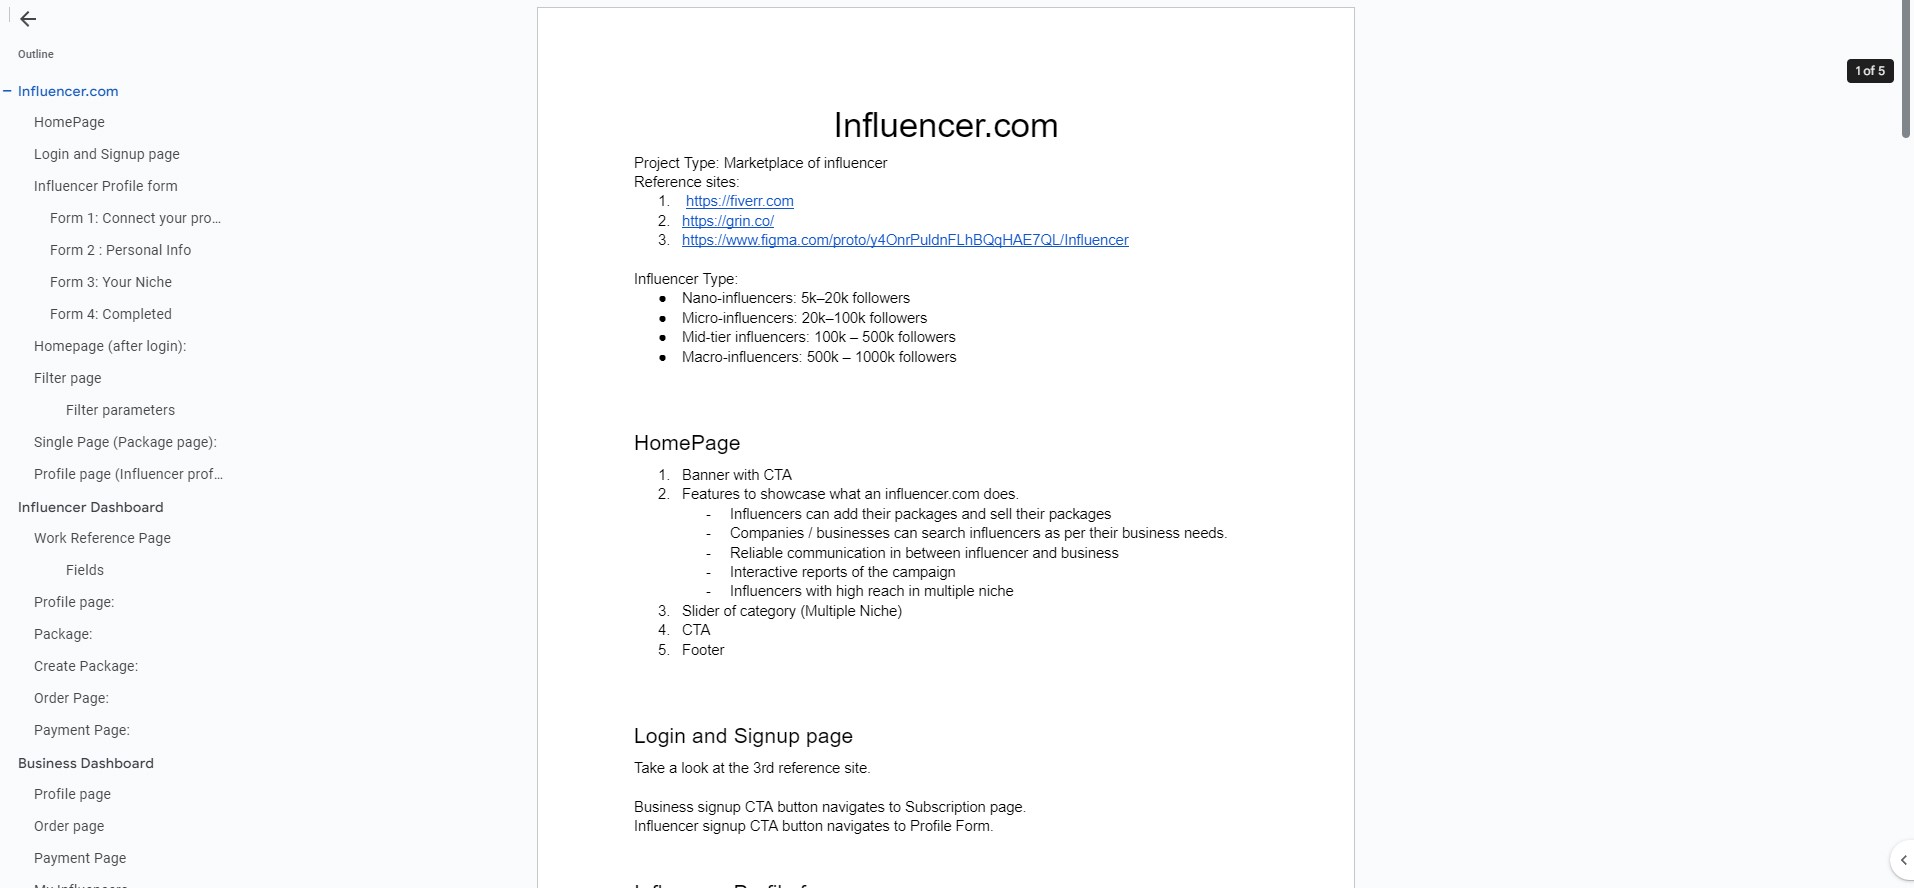 Outline
Influencer.com
HomePage
Login and Signup page
Influencer Profile form
Form 1: Connect your pro...
Form 2 : Personal Info
Form 3: Your Niche
Form 4: Completed
Homepage (after login):
Filter page
Filter parameters
Single Page (Package page):
Profile page (Influencer prof...
Influencer Dashboard
Work Reference Page
Fields
Profile page:
Package:
Create Package:
Order Page:
Payment Page:
Business Dashboard
Profile page
Order page
Payment Page
1 of 5
Influencer.com
Project Type: Marketplace of influencer
Reference sites:
1. https://fiverr.com
2. https://grin.co/
3. https://www.figma.com/proto/y4OnrPuldnFLhBQqHAE7QL/Influencer
Influencer Type:
● Nano-influencers: 5k–20k followers
● Micro-influencers: 20k–100k followers
● Mid-tier influencers: 100k – 500k followers
● Macro-influencers: 500k – 1000k followers
HomePage
1. Banner with CTA
2. Features to showcase what an influencer.com does.
- Influencers can add their packages and sell their packages
- Companies / businesses can search influencers as per their business needs.
- Reliable communication in between influencer and business
- Interactive reports of the campaign
- Influencers with high reach in multiple niche
3. Slider of category (Multiple Niche)
4. CTA
5. Footer
Login and Signup page
Take a look at the 3rd reference site.
Business signup CTA button navigates to Subscription page.
Influencer signup CTA button navigates to Profile Form.